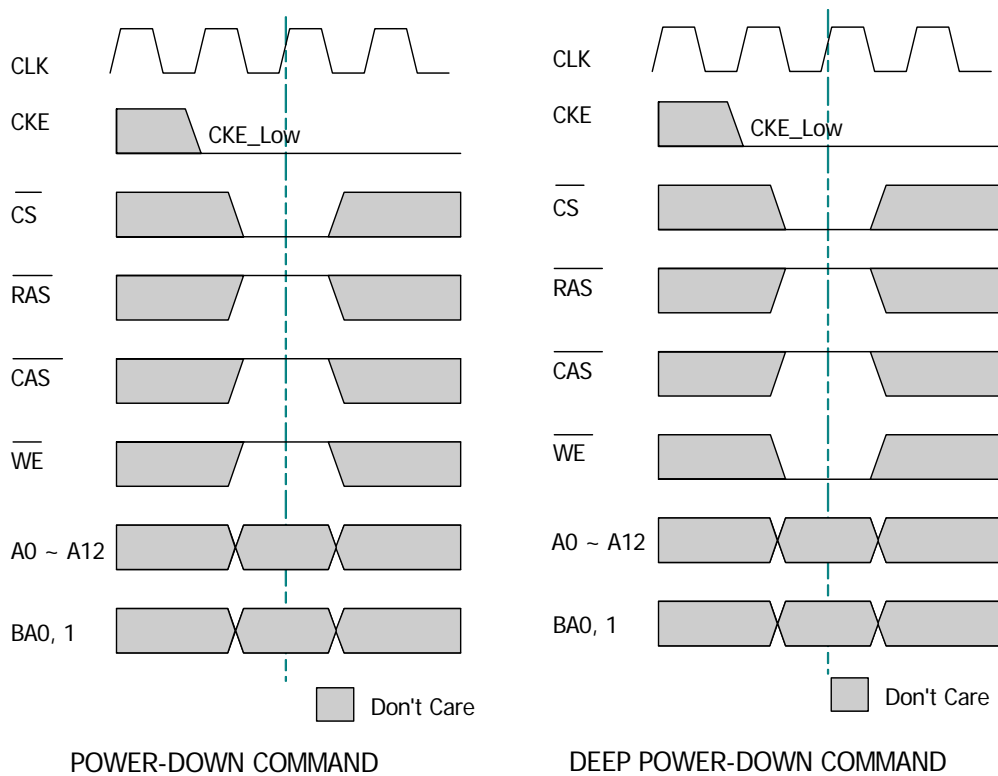 CLK
CKE
CKE_Low
CS
RAS
CAS
WE
A0 ~ A12
BA0, 1
Don't Care
POWER-DOWN COMMAND
CLK
CKE
CKE_Low
CS
RAS
CAS
WE
A0 ~ A12
BA0, 1
Don't Care
DEEP POWER-DOWN COMMAND